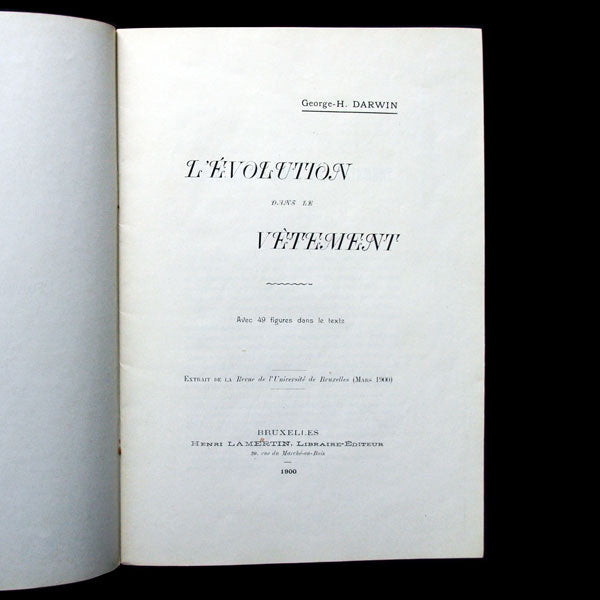 George-H. DARWIN
L'ÉVOLUTION
DANS LE
VÊTEMENT
Avec 49 figures dans le texte
EXTRAIT DE LA Revue de l'Université de Bruxelles (MARS 1900)
BRUXELLES
HENRI LAMERTIN, LIBRAIRE-ÉDITEUR
20, rue du Marché-au-Bois
1900